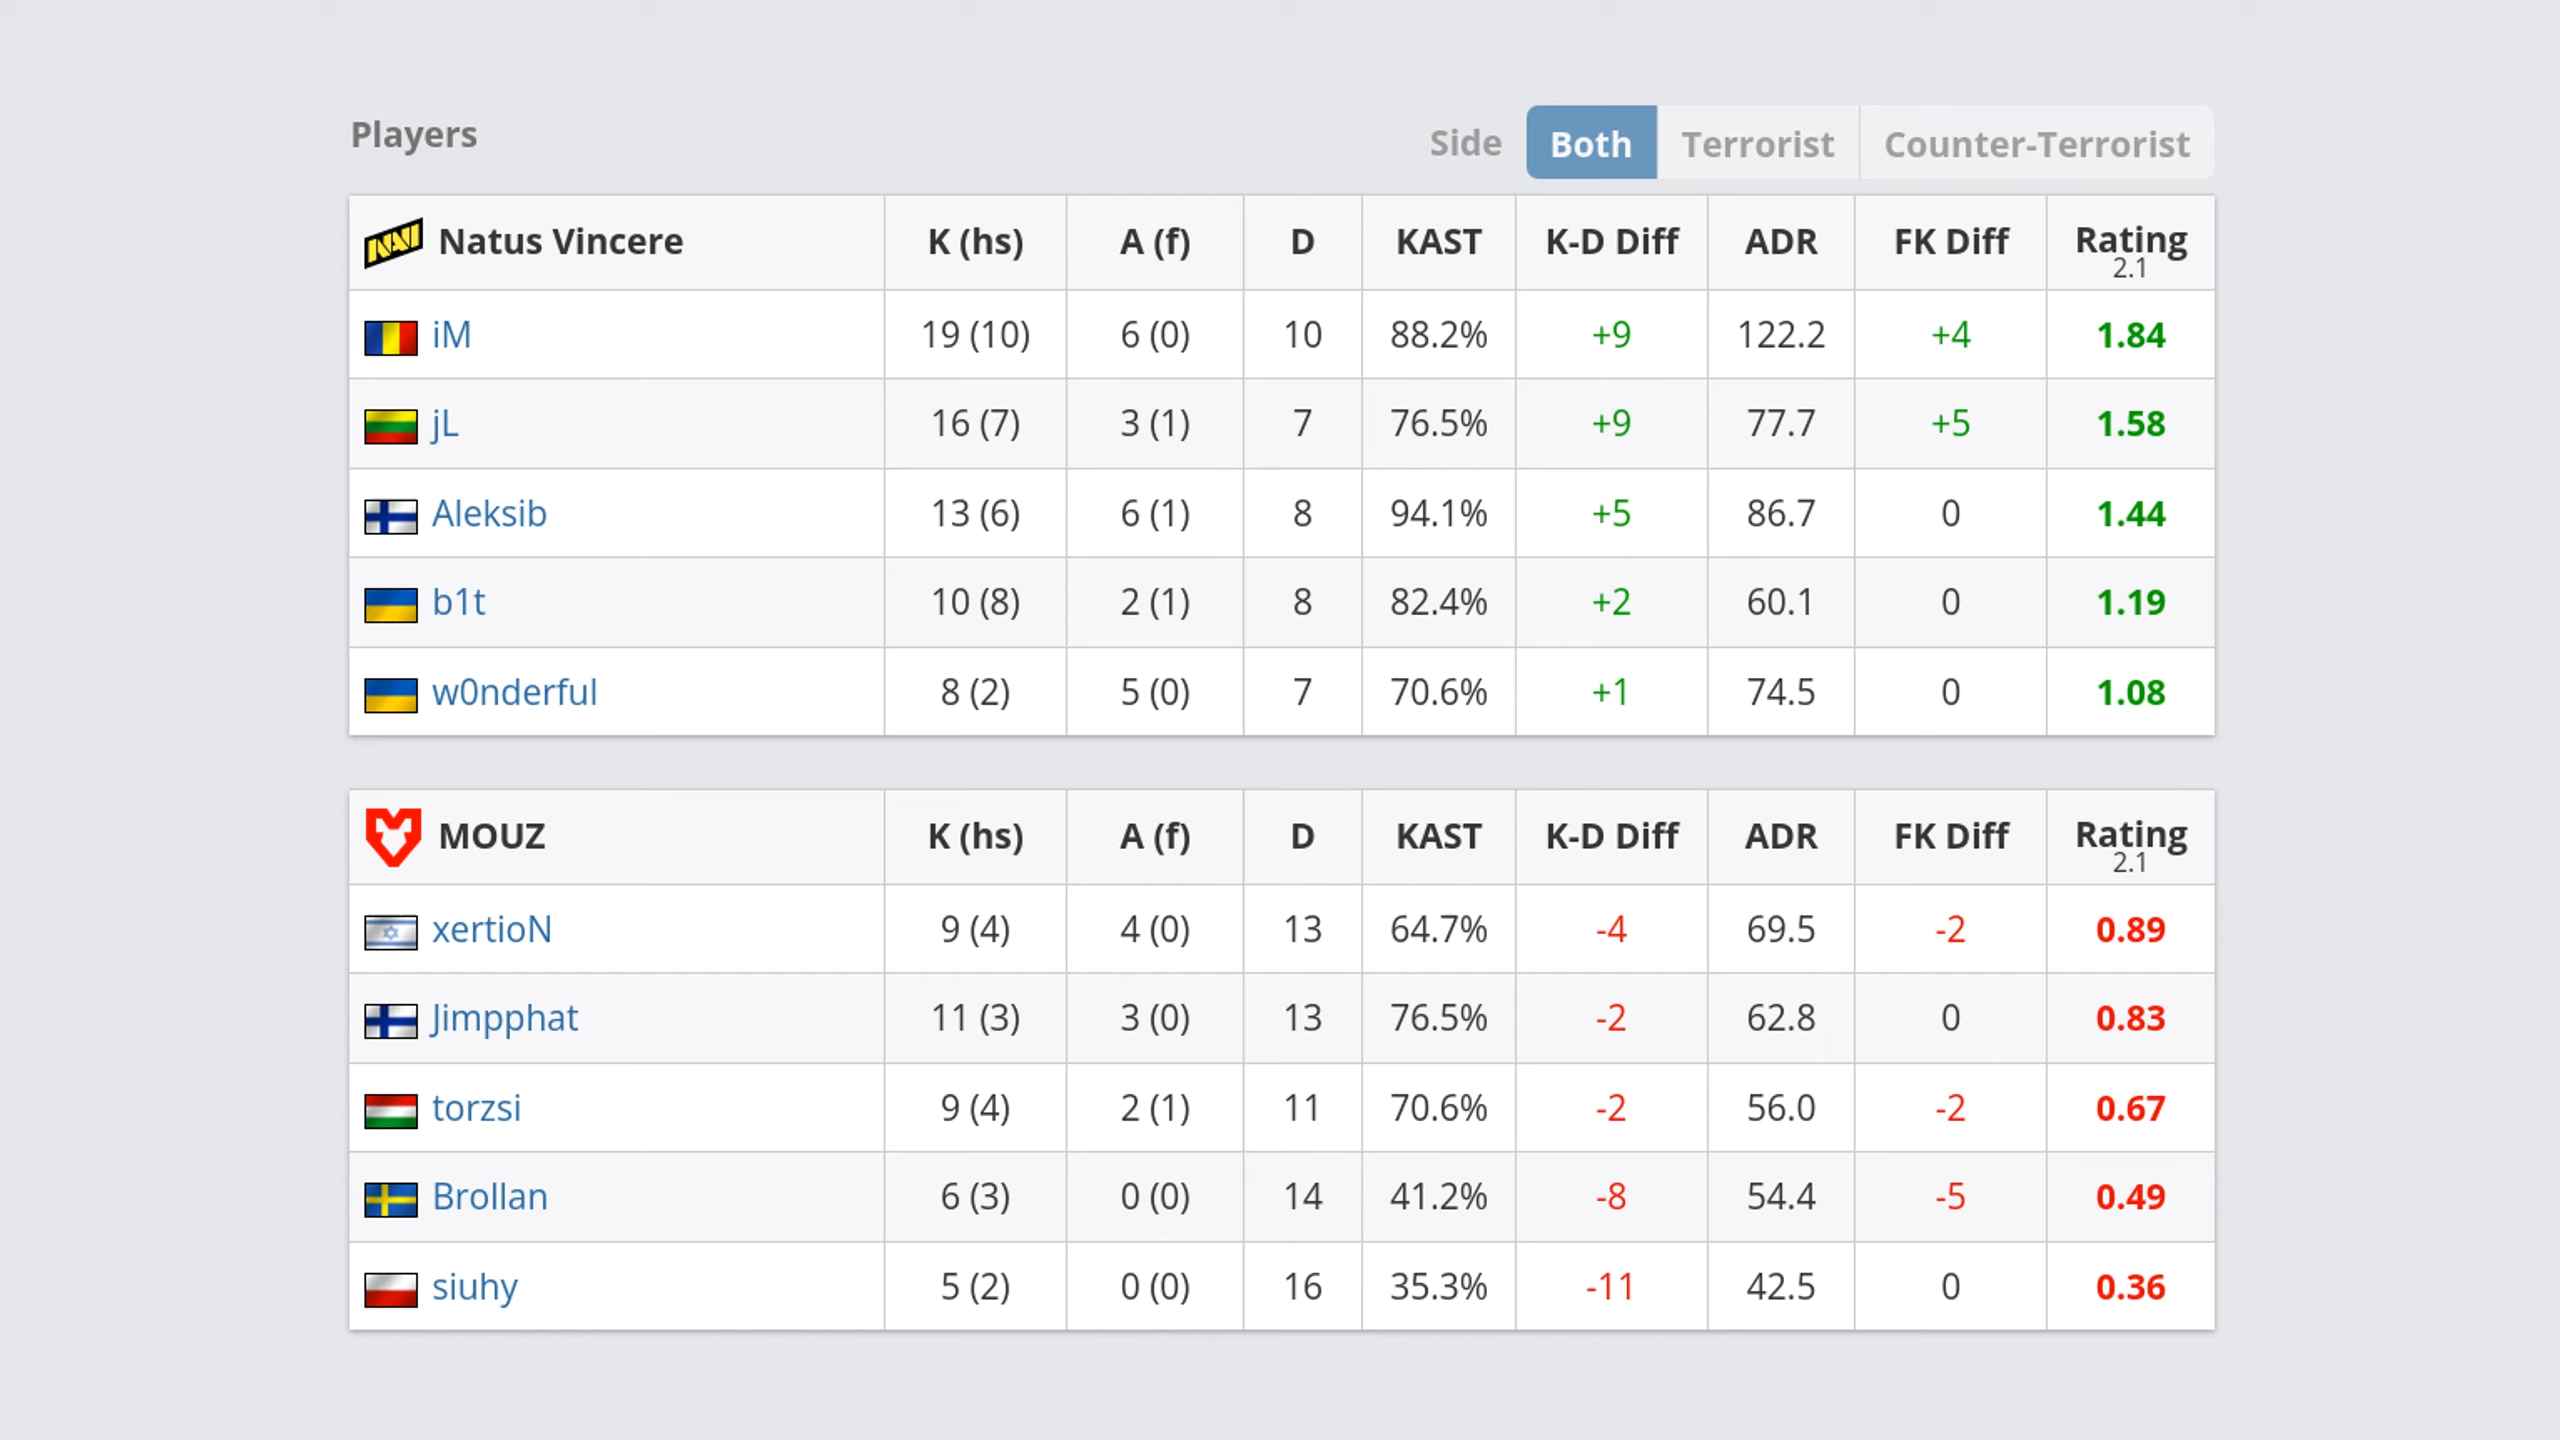 Players
Side Both Terrorist Counter-Terrorist
NAVI Natus Vincere K (hs) A (f) D KAST K-D Diff ADR FK Diff Rating 2.1
iM 19 (10) 6 (0) 10 88.2% +9 122.2 +4 1.84
jL 16 (7) 3 (1) 7 76.5% +9 77.7 +5 1.58
Aleksib 13 (6) 6 (1) 8 94.1% +5 86.7 0 1.44
b1t 10 (8) 2 (1) 8 82.4% +2 60.1 0 1.19
w0nderful 8 (2) 5 (0) 7 70.6% +1 74.5 0 1.08
MOUZ K (hs) A (f) D KAST K-D Diff ADR FK Diff Rating 2.1
xertioN 9 (4) 4 (0) 13 64.7% -4 69.5 -2 0.89
Jimpphat 11 (3) 3 (0) 13 76.5% -2 62.8 0 0.83
torzsi 9 (4) 2 (1) 11 70.6% -2 56.0 -2 0.67
Brollan 6 (3) 0 (0) 14 41.2% -8 54.4 -5 0.49
siuhy 5 (2) 0 (0) 16 35.3% -11 42.5 0 0.36